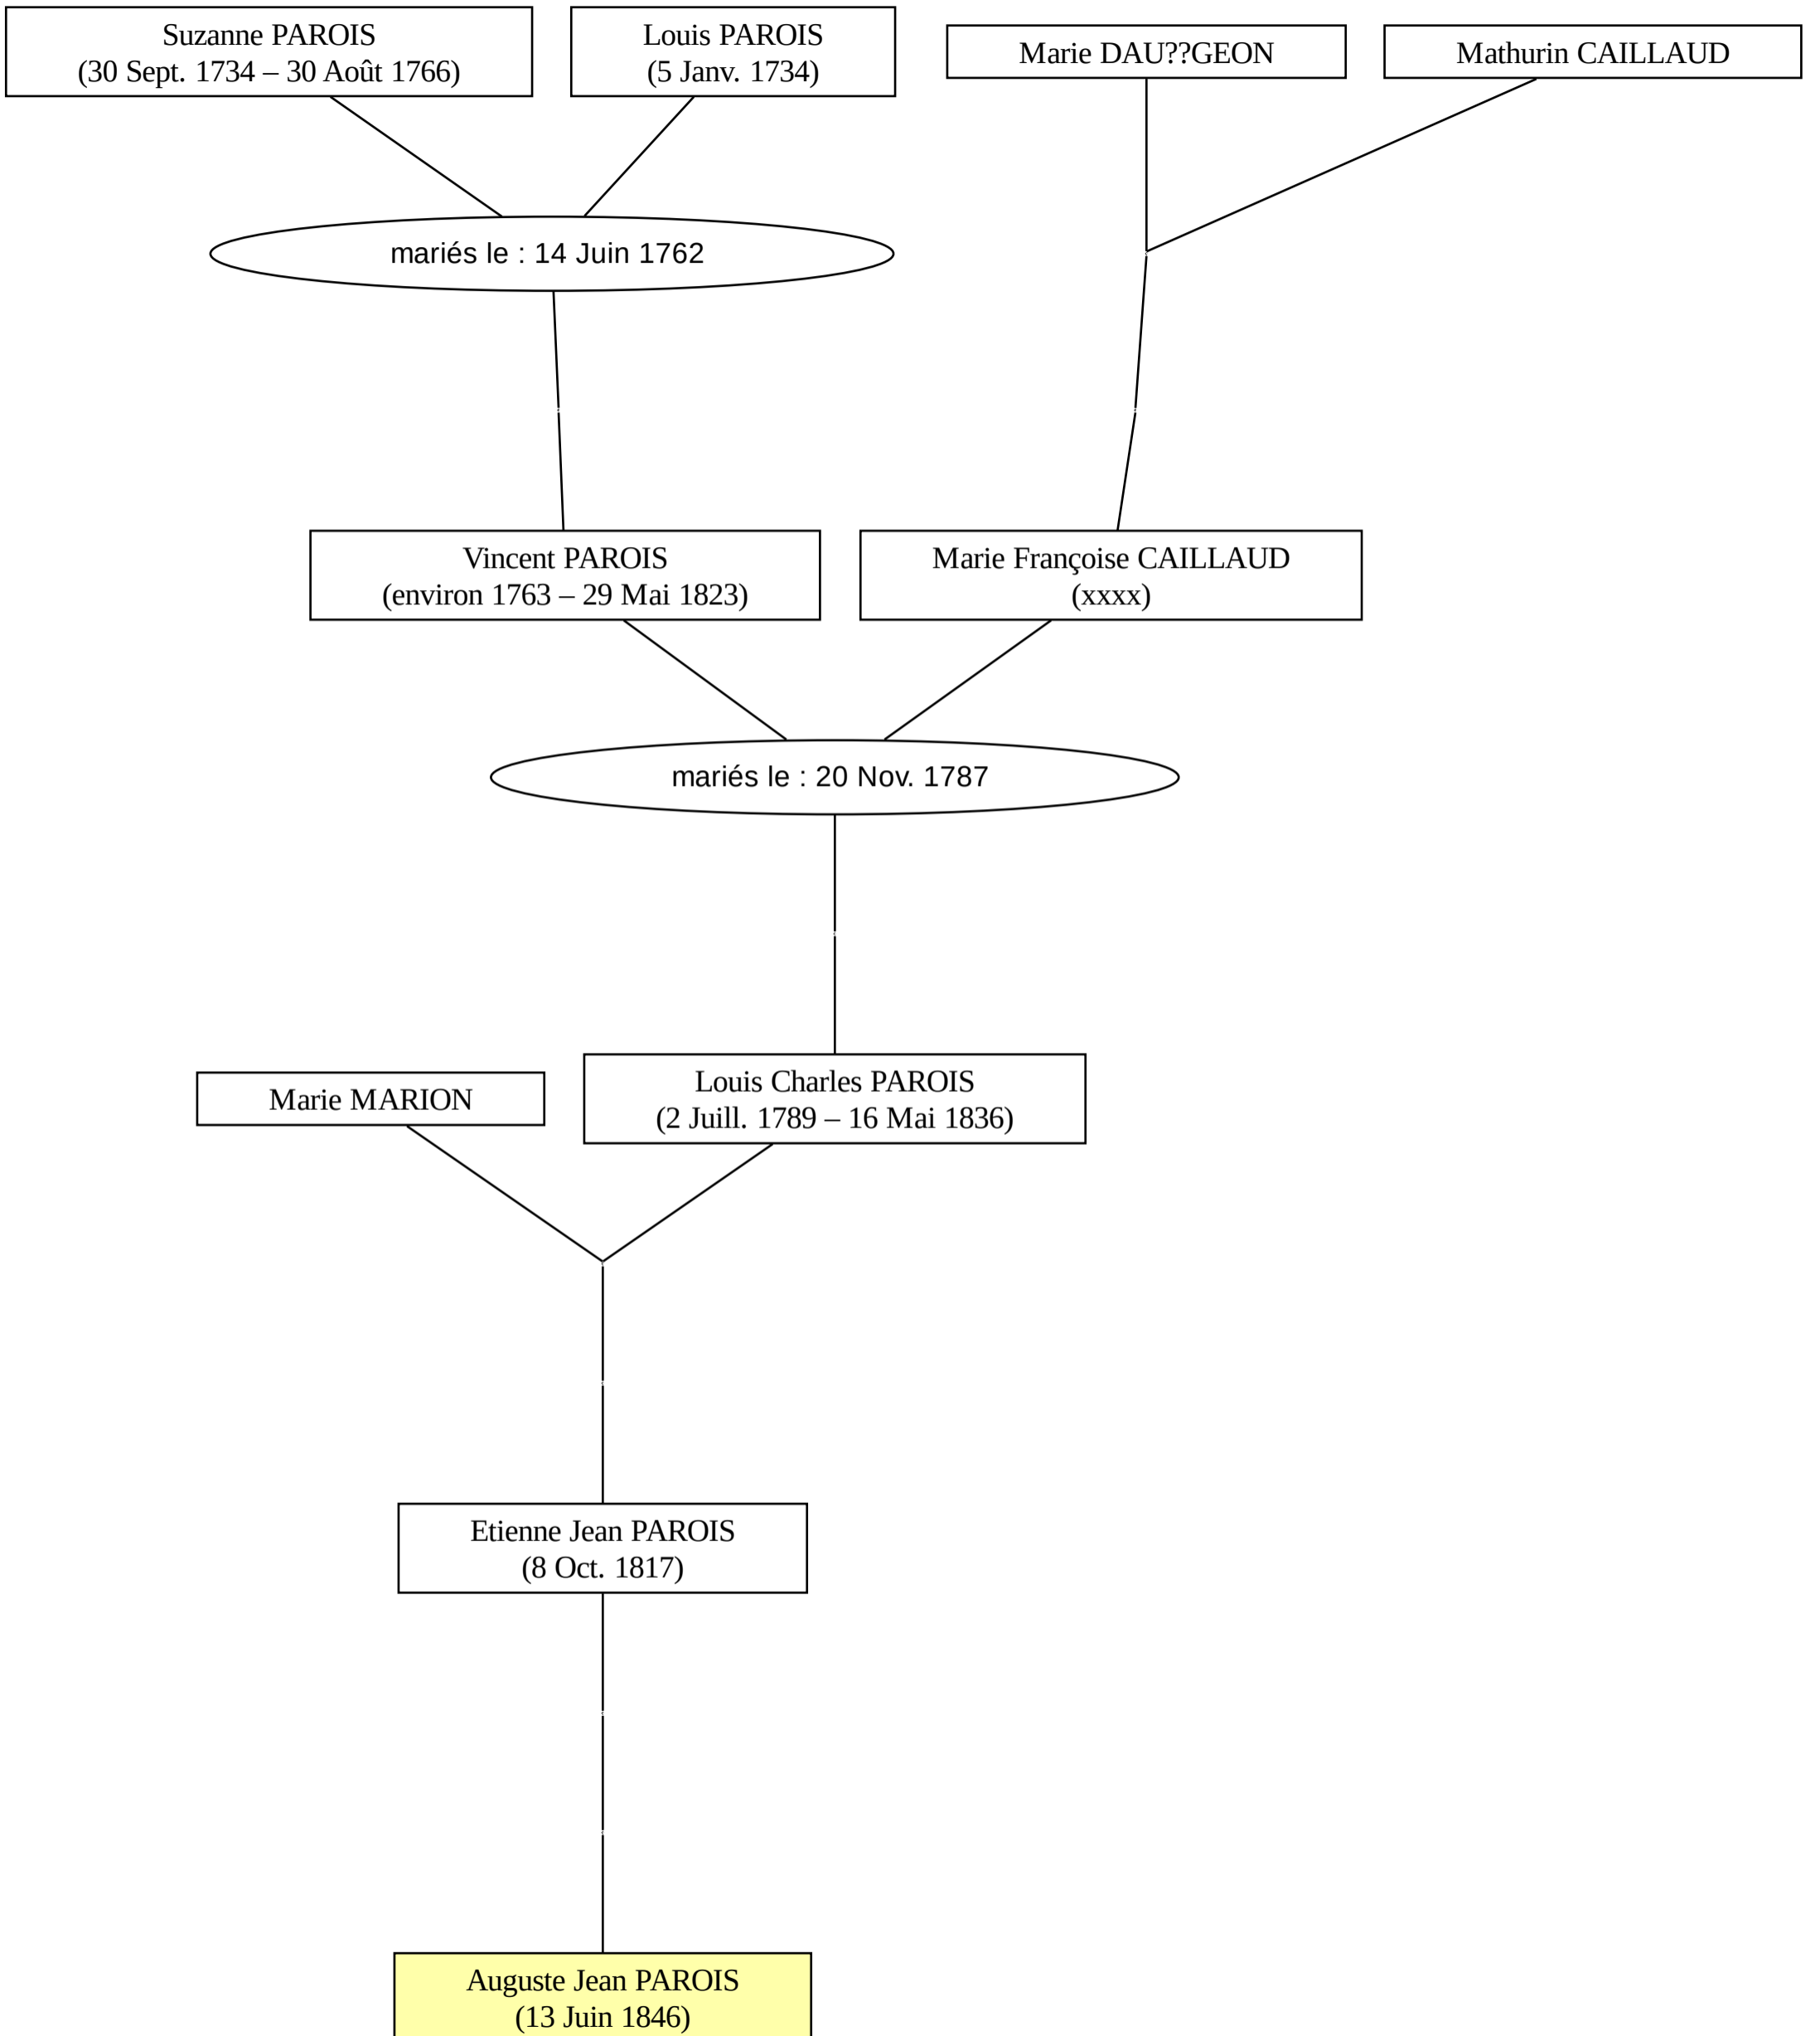 Suzanne PAROIS
(30 Sept. 1734 – 30 Août 1766)
Louis PAROIS
(5 Janv. 1734)
Marie DAU??GEON
Mathurin CAILLAUD
mariés le : 14 Juin 1762
Vincent PAROIS
(environ 1763 – 29 Mai 1823)
Marie Françoise CAILLAUD
(xxxx)
mariés le : 20 Nov. 1787
Marie MARION
Louis Charles PAROIS
(2 Juill. 1789 – 16 Mai 1836)
Etienne Jean PAROIS
(8 Oct. 1817)
Auguste Jean PAROIS
(13 Juin 1846)